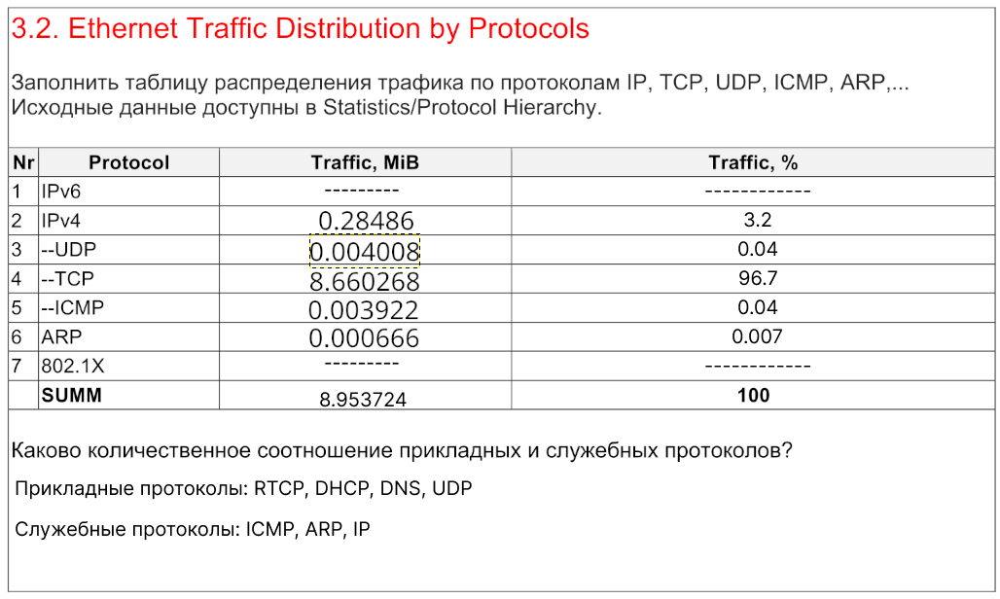 3.2. Ethernet Traffic Distribution by Protocols
Заполнить таблицу распределения трафика по протоколам IP, TCP, UDP, ICMP, ARP,...
Исходные данные доступны в Statistics/Protocol Hierarchy.
Nr Protocol Traffic, MiB Traffic, %
1 IPv6 --------- ------------
2 IPv4 0.28486 3.2
3 --UDP 0.004008 0.04
4 --TCP 8.660268 96.7
5 --ICMP 0.003922 0.04
6 ARP 0.000666 0.007
7 802.1X --------- ------------
SUMM 8.953724 100
Каково количественное соотношение прикладных и служебных протоколов?
Прикладные протоколы: RTCP, DHCP, DNS, UDP
Служебные протоколы: ICMP, ARP, IP